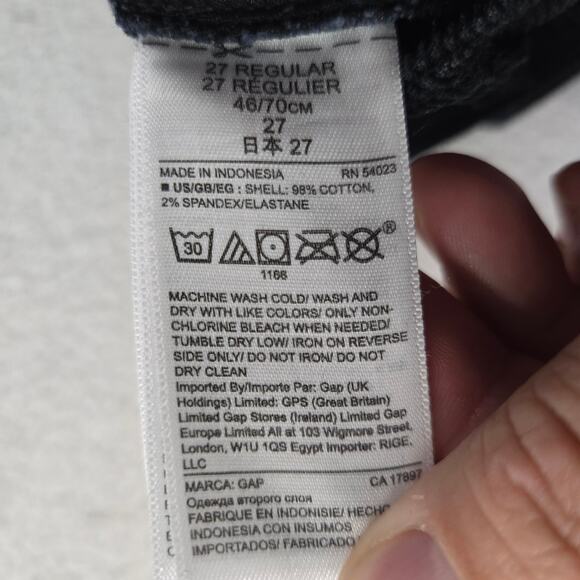 27 REGULAR
27 RÉGULIER
46/70CM
27
日本 27
MADE IN INDONESIA RN 54023
■ US/GB/EG : SHELL: 98% COTTON,
2% SPANDEX/ELASTANE
30 ®
1166
MACHINE WASH COLD/ WASH AND
DRY WITH LIKE COLORS/ ONLY NON-
CHLORINE BLEACH WHEN NEEDED/
TUMBLE DRY LOW/ IRON ON REVERSE
SIDE ONLY/ DO NOT IRON/ DO NOT
DRY CLEAN
Imported By/Importe Par: Gap (UK
Holdings) Limited: GPS (Great Britain)
Limited Gap Stores (Ireland) Limited Gap
Europe Limited All at 103 Wigmore Street,
London, W1U 1QS Egypt Importer: RIGE,
LLC
MARCA: GAP CA 17897
Одежда второго слоя
FABRIQUE EN INDONISIE/ HECHO
INDONESIA CON INSUMOS
IMPORTADOS/ FABRICADO